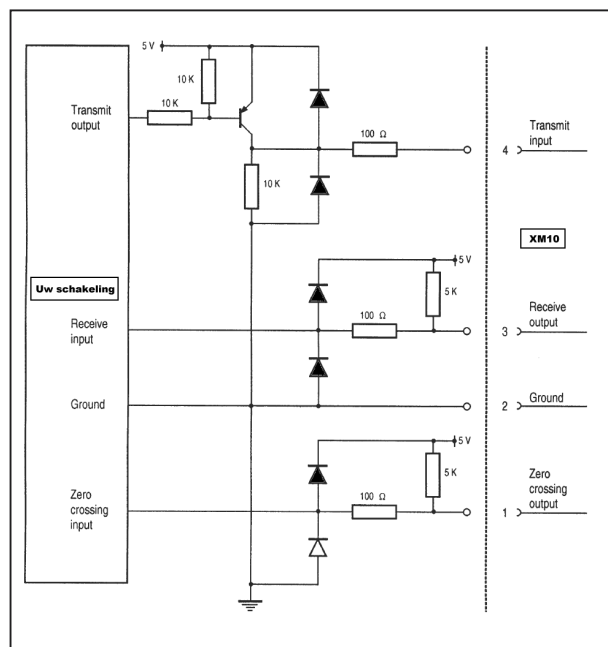 5 V
10 K
10 K
Transmit
output
100 Ω
Transmit
input
4
10 K
XM10
5 V
Uw schakeling
5 K
100 Ω
Receive
input
Receive
output
3
Ground
2
Ground
5 V
5 K
100 Ω
Zero
crossing
input
Zero
crossing
output
1